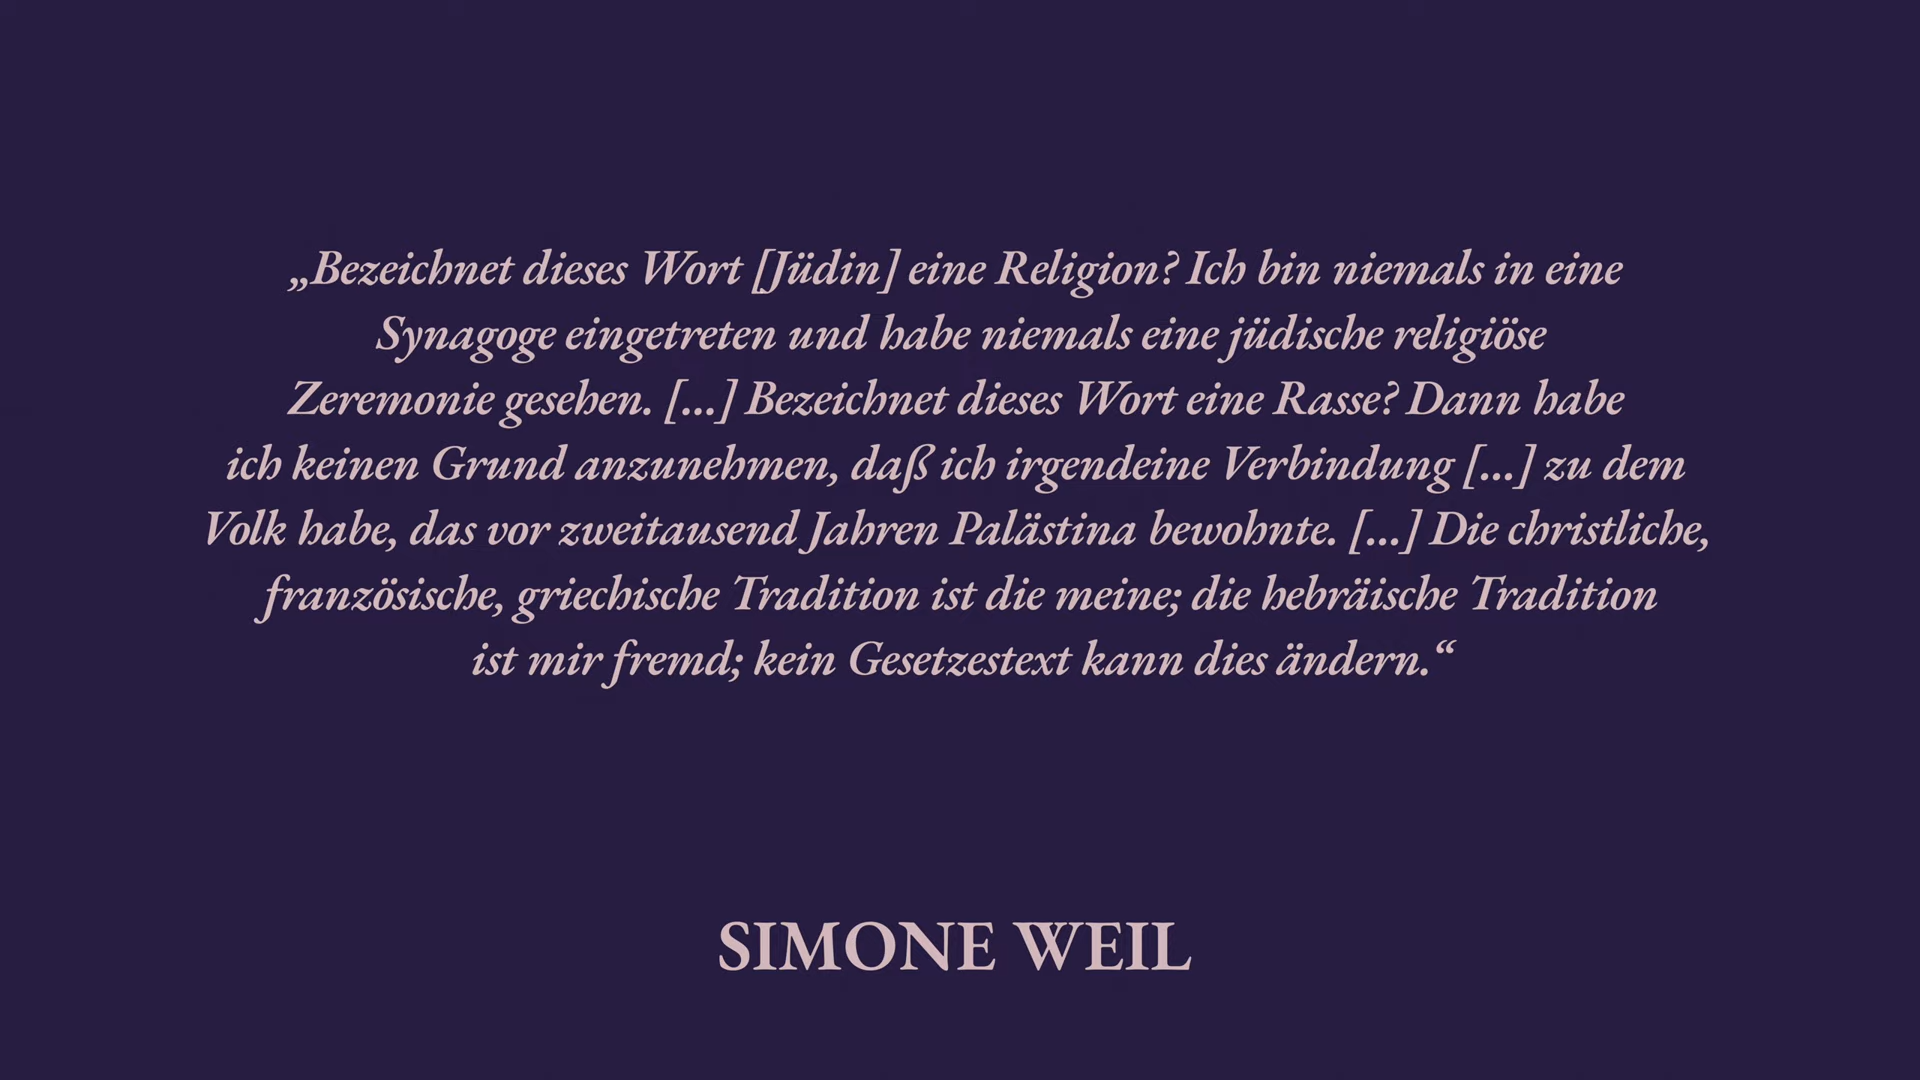 „Bezeichnet dieses Wort [Jüdin] eine Religion? Ich bin niemals in eine
Synagoge eingetreten und habe niemals eine jüdische religiöse
Zeremonie gesehen. [...] Bezeichnet dieses Wort eine Rasse? Dann habe
ich keinen Grund anzunehmen, daß ich irgendeine Verbindung [...] zu dem
Volk habe, das vor zweitausend Jahren Palästina bewohnte. [...] Die christliche,
französische, griechische Tradition ist die meine; die hebräische Tradition
ist mir fremd; kein Gesetzestext kann dies ändern.“
SIMONE WEIL